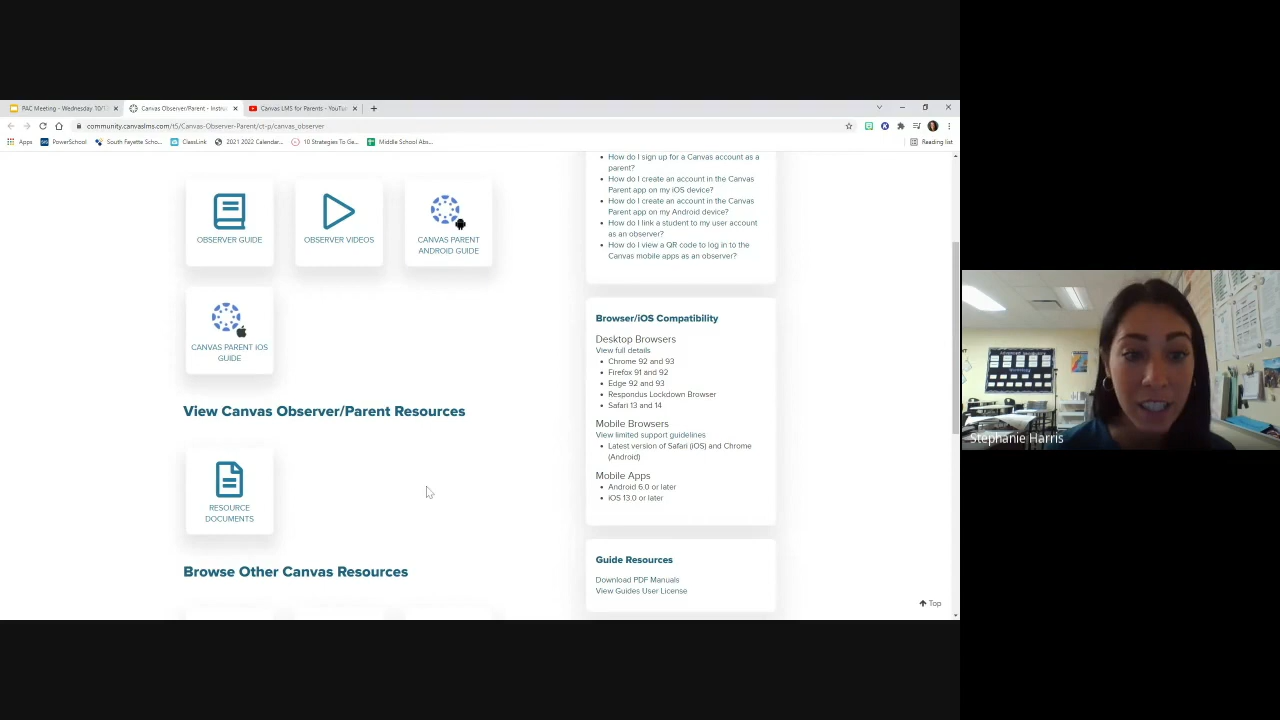 PAC Meeting - Wednesday 10/1
Canvas Observer/Parent - Instru
Canvas LMS for Parents - YouTu
community.canvaslms.com/t5/Canvas-Observer-Parent/ct-p/canvas_observer
Apps
PowerSchool
South Fayette Scho...
ClassLink
2021 2022 Calendar...
10 Strategies To Ge...
Middle School Abs...
Reading list
OBSERVER GUIDE
OBSERVER VIDEOS
CANVAS PARENT
ANDROID GUIDE
CANVAS PARENT IOS
GUIDE
View Canvas Observer/Parent Resources
RESOURCE
DOCUMENTS
Browse Other Canvas Resources
How do I sign up for a Canvas account as a
parent?
How do I create an account in the Canvas
Parent app on my iOS device?
How do I create an account in the Canvas
Parent app on my Android device?
How do I link a student to my user account
as an observer?
How do I view a QR code to log in to the
Canvas mobile apps as an observer?
Browser/iOS Compatibility
Desktop Browsers
View full details
Chrome 92 and 93
Firefox 91 and 92
Edge 92 and 93
Respondus Lockdown Browser
Safari 13 and 14
Mobile Browsers
View limited support guidelines
Latest version of Safari (iOS) and Chrome
(Android)
Mobile Apps
Android 6.0 or later
iOS 13.0 or later
Guide Resources
Download PDF Manuals
View Guides User License
Top
Stephanie Harris